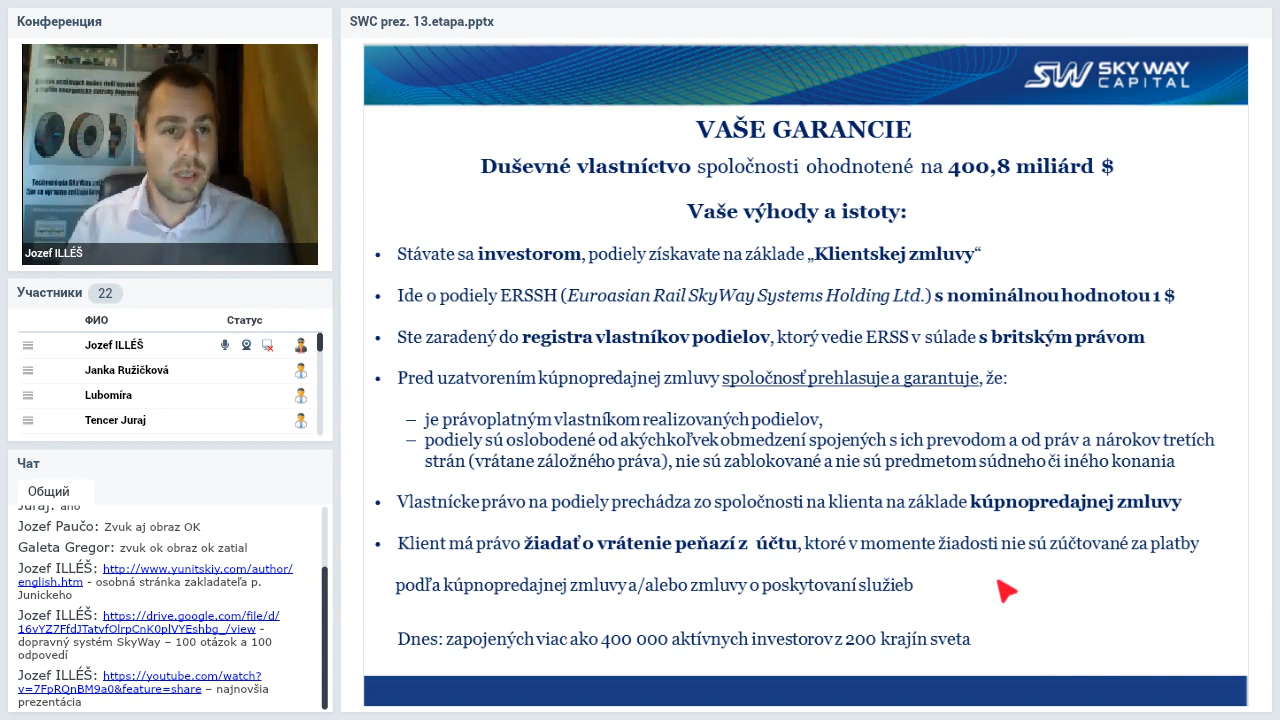 Конференция
Jozef ILLÉŠ
Участники 22
ФИО Статус
Jozef ILLÉŠ
Janka Ružičková
Lubomíra
Tencer Juraj
Чат
Общий
Juraj: ano
Jozef Paučo: Zvuk aj obraz OK
Galeta Gregor: zvuk ok obraz ok zatial
Jozef ILLÉŠ: http://www.yunitskiy.com/author/
english.htm - osobná stránka zakladateľa p.
Junickeho
Jozef ILLÉŠ: https://drive.google.com/file/d/
16vYZ7FfdJTatvfOlrpCnK0plVYEshbg_/view -
dopravný systém SkyWay – 100 otázok a 100
odpovedí
Jozef ILLÉŠ: https://youtube.com/watch?
v=7FpRQnBM9a0&feature=share – najnovšia
prezentácia
SWC prez. 13.etapa.pptx
SW SKY WAY
CAPITAL
VAŠE GARANCIE
Duševné vlastníctvo spoločnosti ohodnotené na 400,8 miliárd $
Vaše výhody a istoty:
• Stávate sa investorom, podiely získavate na základe „Klientskej zmluvy“
• Ide o podiely ERSSH (Euroasian Rail SkyWay Systems Holding Ltd.) s nominálnou hodnotou 1 $
• Ste zaradený do registra vlastníkov podielov, ktorý vedie ERSS v súlade s britským právom
• Pred uzatvorením kúpnopredajnej zmluvy spoločnosť prehlasuje a garantuje, že:
– je právoplatným vlastníkom realizovaných podielov,
– podiely sú oslobodené od akýchkoľvek obmedzení spojených s ich prevodom a od práv a nárokov tretích
strán (vrátane záložného práva), nie sú zablokované a nie sú predmetom súdneho či iného konania
• Vlastnícke právo na podiely prechádza zo spoločnosti na klienta na základe kúpnopredajnej zmluvy
• Klient má právo žiadať o vrátenie peňazí z účtu, ktoré v momente žiadosti nie sú zúčtované za platby
podľa kúpnopredajnej zmluvy a/alebo zmluvy o poskytovaní služieb
Dnes: zapojených viac ako 400 000 aktívnych investorov z 200 krajín sveta